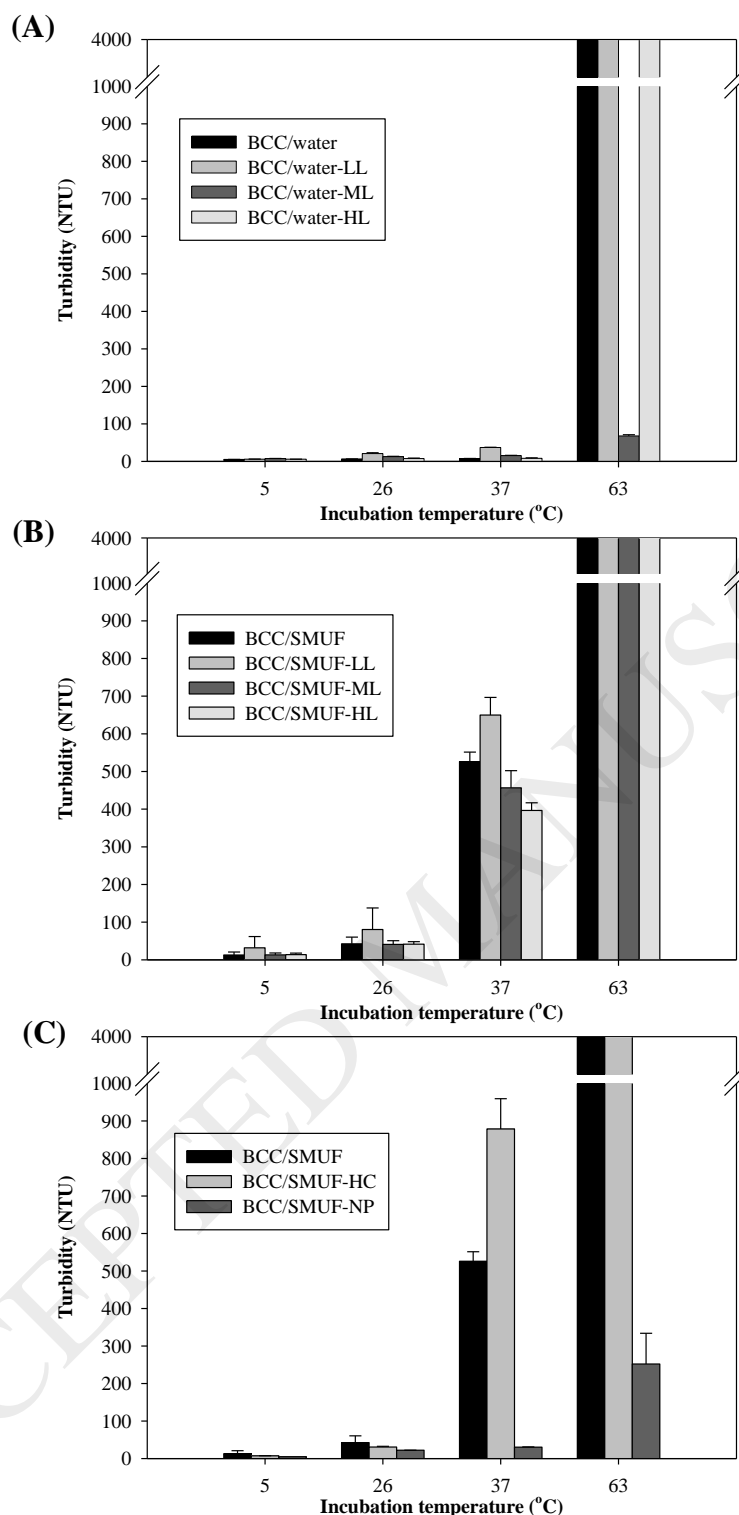 (A)
4000
1000
900
800
700
600
500
400
300
200
100
0
Turbidity (NTU)
BCC/water
BCC/water-LL
BCC/water-ML
BCC/water-HL
5 26 37 63
Incubation temperature (°C)
(B)
4000
1000
900
800
700
600
500
400
300
200
100
0
Turbidity (NTU)
BCC/SMUF
BCC/SMUF-LL
BCC/SMUF-ML
BCC/SMUF-HL
5 26 37 63
Incubation temperature (°C)
(C)
4000
1000
900
800
700
600
500
400
300
200
100
0
Turbidity (NTU)
BCC/SMUF
BCC/SMUF-HC
BCC/SMUF-NP
5 26 37 63
Incubation temperature (°C)
CEPTED MANUS